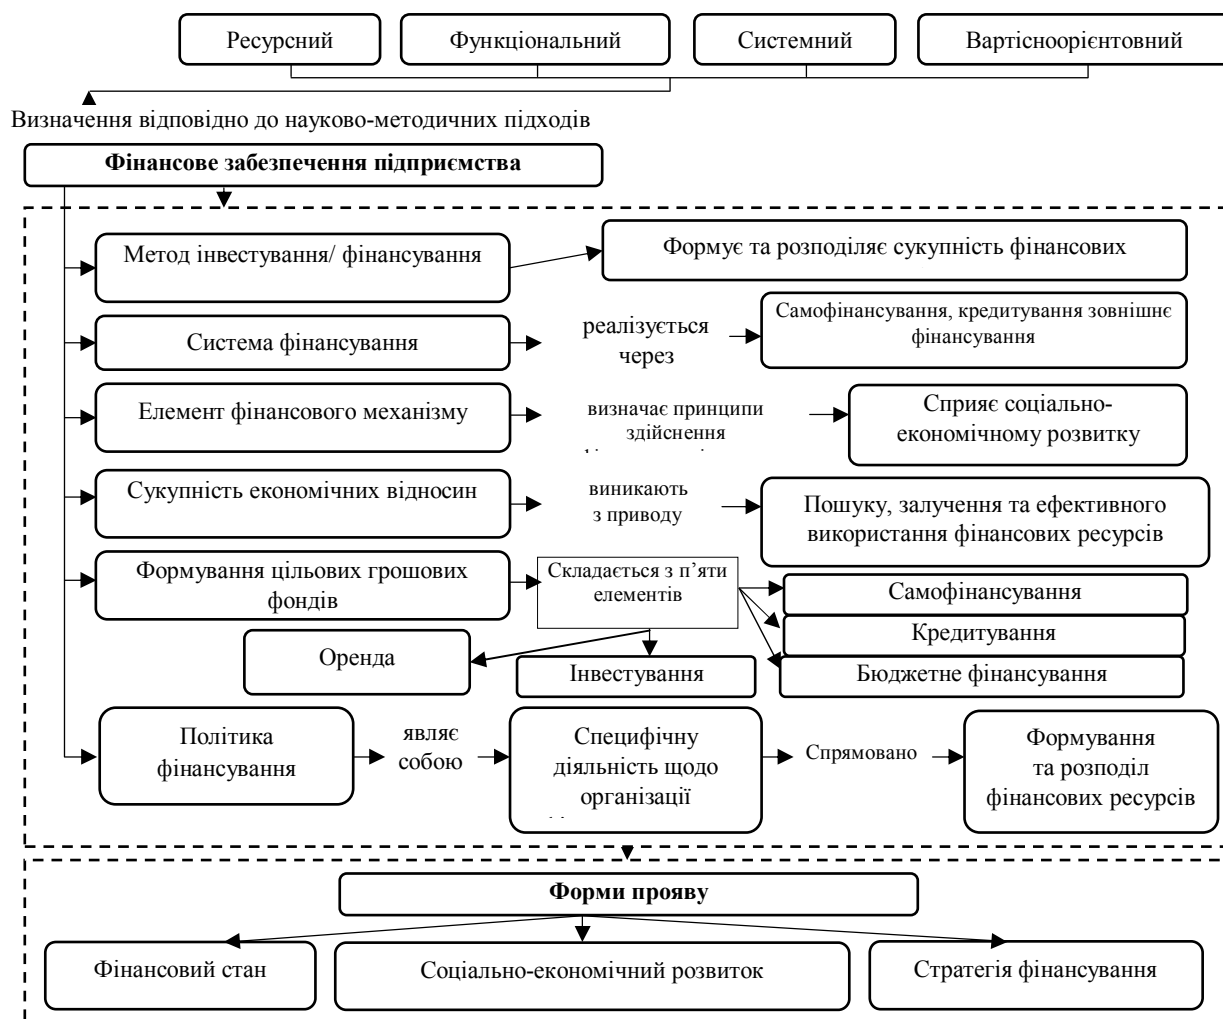 Ресурсний
Функціональний
Системний
Вартісноорієнтовний
Визначення відповідно до науково-методичних підходів
Фінансове забезпечення підприємства
Метод інвестування/ фінансування
Формує та розподіляє сукупність фінансових
Система фінансування
реалізується
через
Самофінансування, кредитування зовнішнє
фінансування
Елемент фінансового механізму
визначає принципи
здійснення
Сприяє соціально-
економічному розвитку
Сукупність економічних відносин
виникають
з приводу
Пошуку, залучення та ефективного
використання фінансових ресурсів
Формування цільових грошових
фондів
Складається з п’яти
елементів
Самофінансування
Кредитування
Бюджетне фінансування
Оренда
Інвестування
Політика
фінансування
являє
собою
Специфічну
діяльність щодо
організації
Спрямовано
Формування
та розподіл
фінансових ресурсів
Форми прояву
Фінансовий стан
Соціально-економічний розвиток
Стратегія фінансування